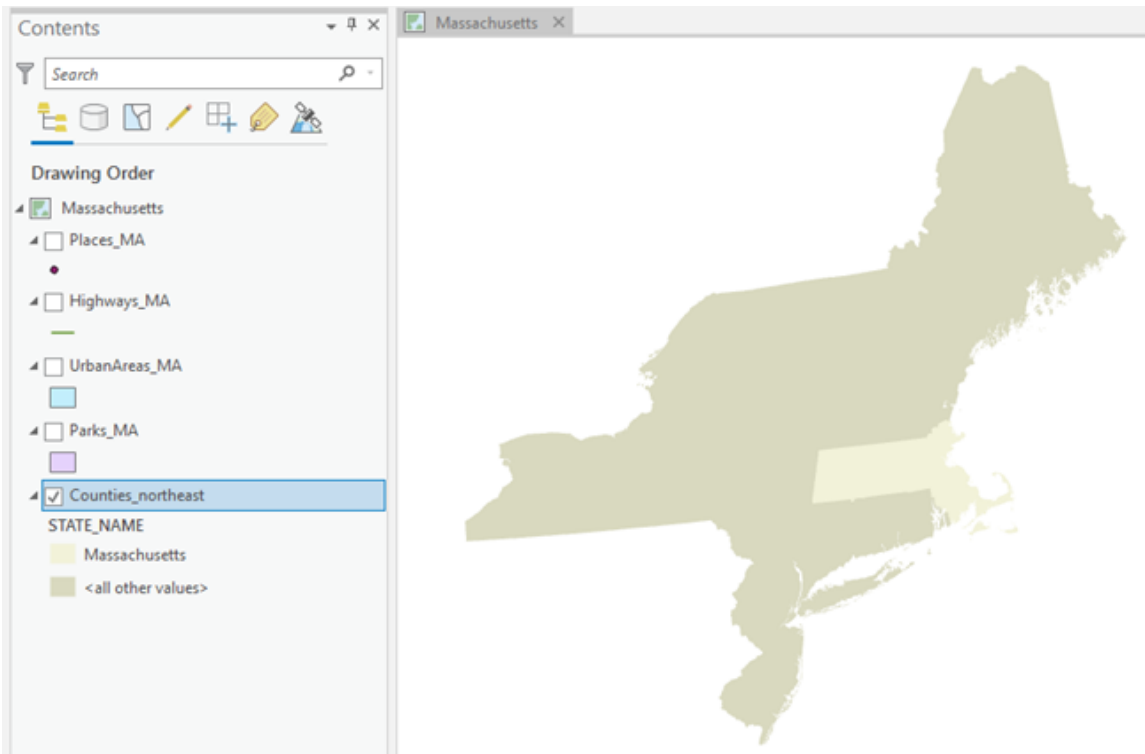 Contents
Massachusetts
Search
Drawing Order
Massachusetts
Places_MA
Highways_MA
UrbanAreas_MA
Parks_MA
Counties_northeast
STATE_NAME
Massachusetts
<all other values>